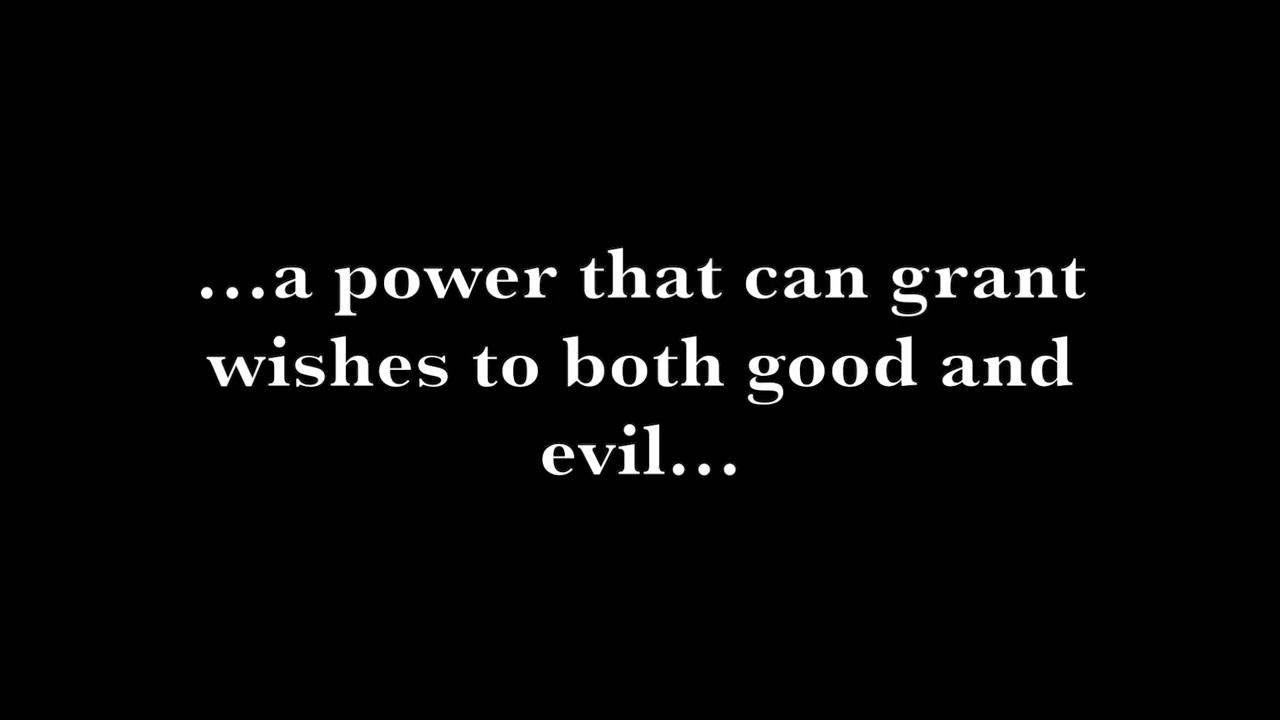 ...a power that can grant
wishes to both good and
evil...